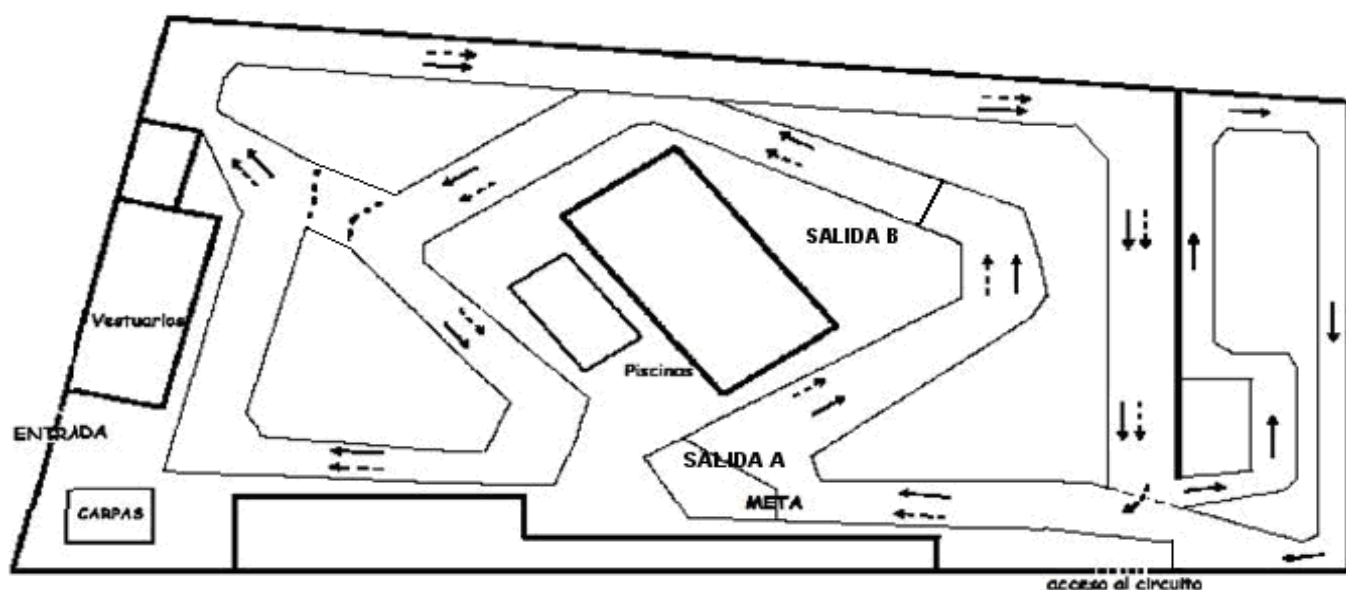 SALIDA B
Vestuarios
Piscinas
ENTRADA
SALIDA A
META
CARPAS
acceso al circuito